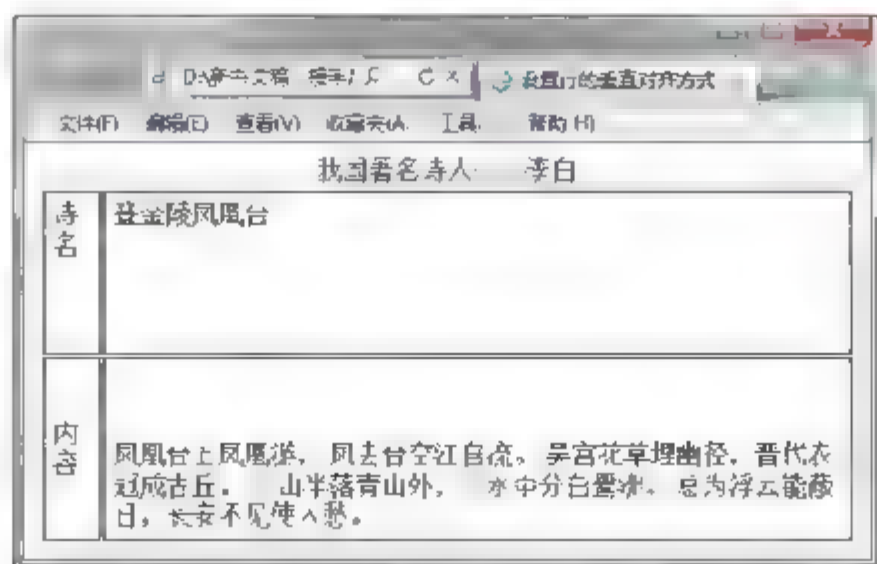 设置行的垂直对齐方式
文件(F) 编辑(E) 查看(V) 收藏夹(A 工具 帮助(H)
我国著名诗人 李白
诗名
登金陵凤凰台
内容
凤凰台上凤凰游, 凤去台空江自流。吴宫花草埋幽径,晋代衣
冠成古丘。 山半落青山外, 水中分白鹭洲。总为浮云能蔽
日,长安不见使人愁。